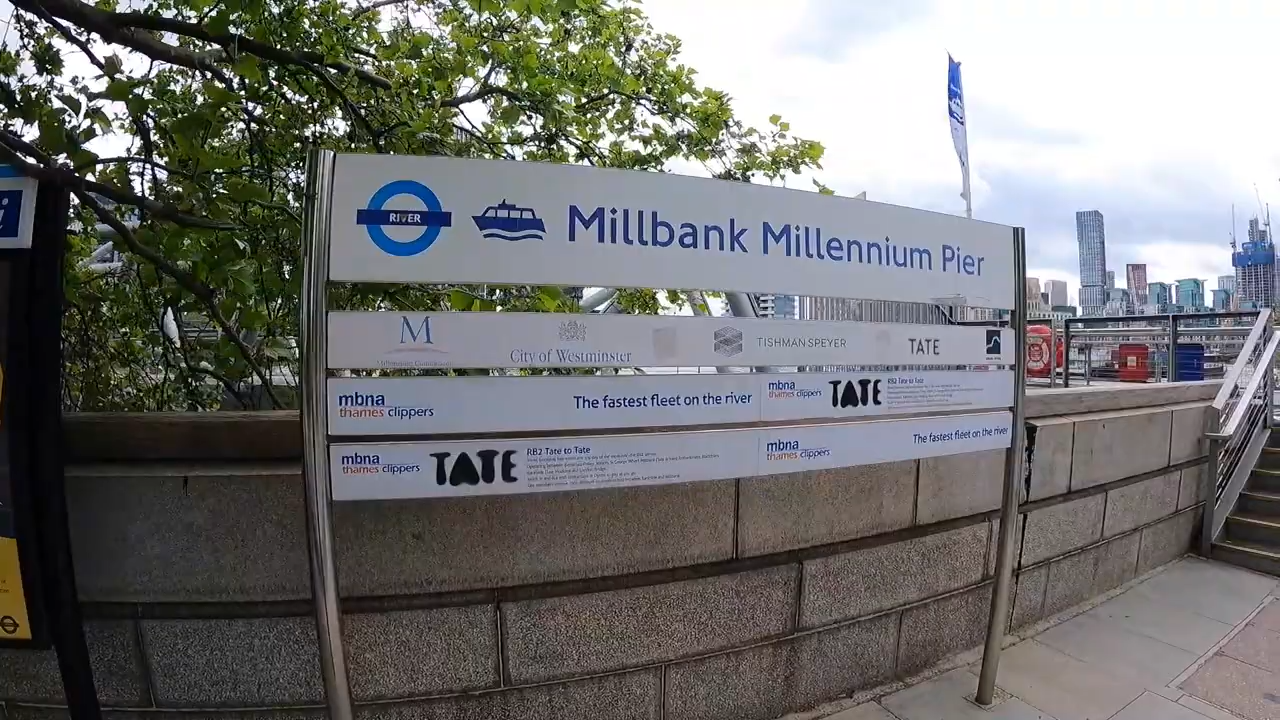 i
RIVER
Millbank Millennium Pier
M
Millennium Commission
City of Westminster
TISHMAN SPEYER
TATE
mbna
thames clippers
The fastest fleet on the river
mbna
thames clippers
TATE
RB2 Tate to Tate
mbna
thames clippers
TATE
RB2 Tate to Tate
mbna
thames clippers
The fastest fleet on the river